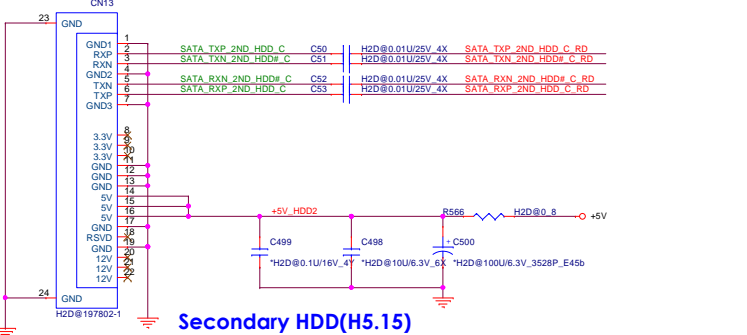 CN13
23
GND
GND1 1
RXP 2 SATA_TXP_2ND_HDD_C C50 H2D@0.01U/25V_4X SATA_TXP_2ND_HDD_C_RD
RXN 3 SATA_TXN_2ND_HDD#_C C51 H2D@0.01U/25V_4X SATA_TXN_2ND_HDD#_C_RD
GND2 4
TXN 5 SATA_RXN_2ND_HDD#_C C52 H2D@0.01U/25V_4X SATA_RXN_2ND_HDD#_C_RD
TXP 6 SATA_RXP_2ND_HDD_C C53 H2D@0.01U/25V_4X SATA_RXP_2ND_HDD_C_RD
GND3 7
3.3V 8
3.3V 9
3.3V 10
GND 11
GND 12
GND 13
5V 14
5V 15
5V 16 +5V_HDD2 R566 H2D@0_8 +5V
GND 17
RSVD 18
GND 19
12V 20
12V 21
12V 22
C499 C498 + C500
*H2D@0.1U/16V_4Y *H2D@10U/6.3V_6X *H2D@100U/6.3V_3528P_E45b
24
GND
H2D@197802-1
Secondary HDD(H5.15)